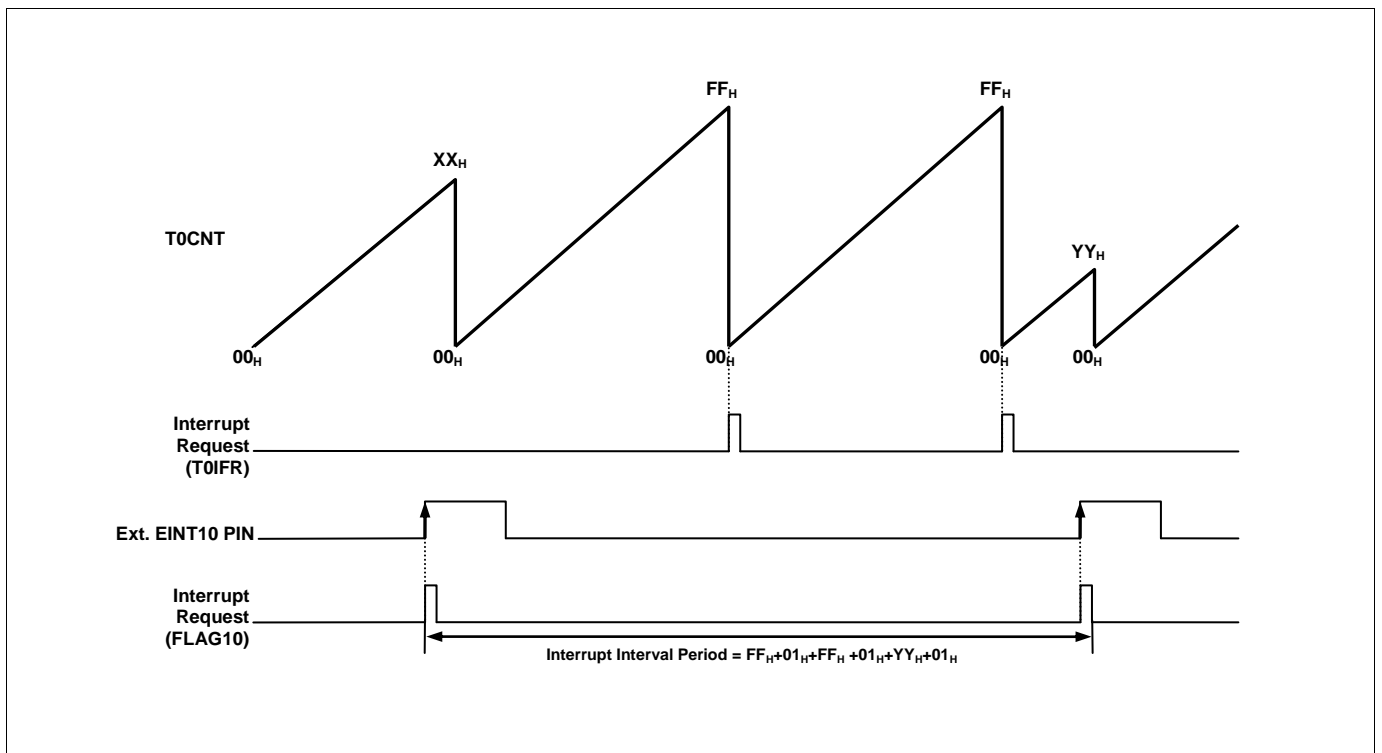 FFH FFH
XXH
T0CNT
YYH
00H 00H 00H 00H 00H
Interrupt
Request
(T0IFR)
Ext. EINT10 PIN
Interrupt
Request
(FLAG10)
Interrupt Interval Period = FFH+01H+FFH +01H+YYH+01H